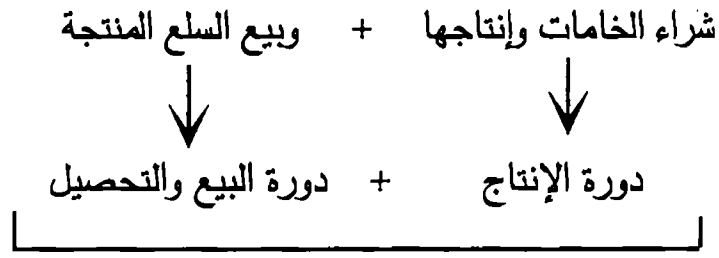 شراء الخامات وإنتاجها + وبيع السلع المنتجة
دورة الإنتاج + دورة البيع والتحصيل